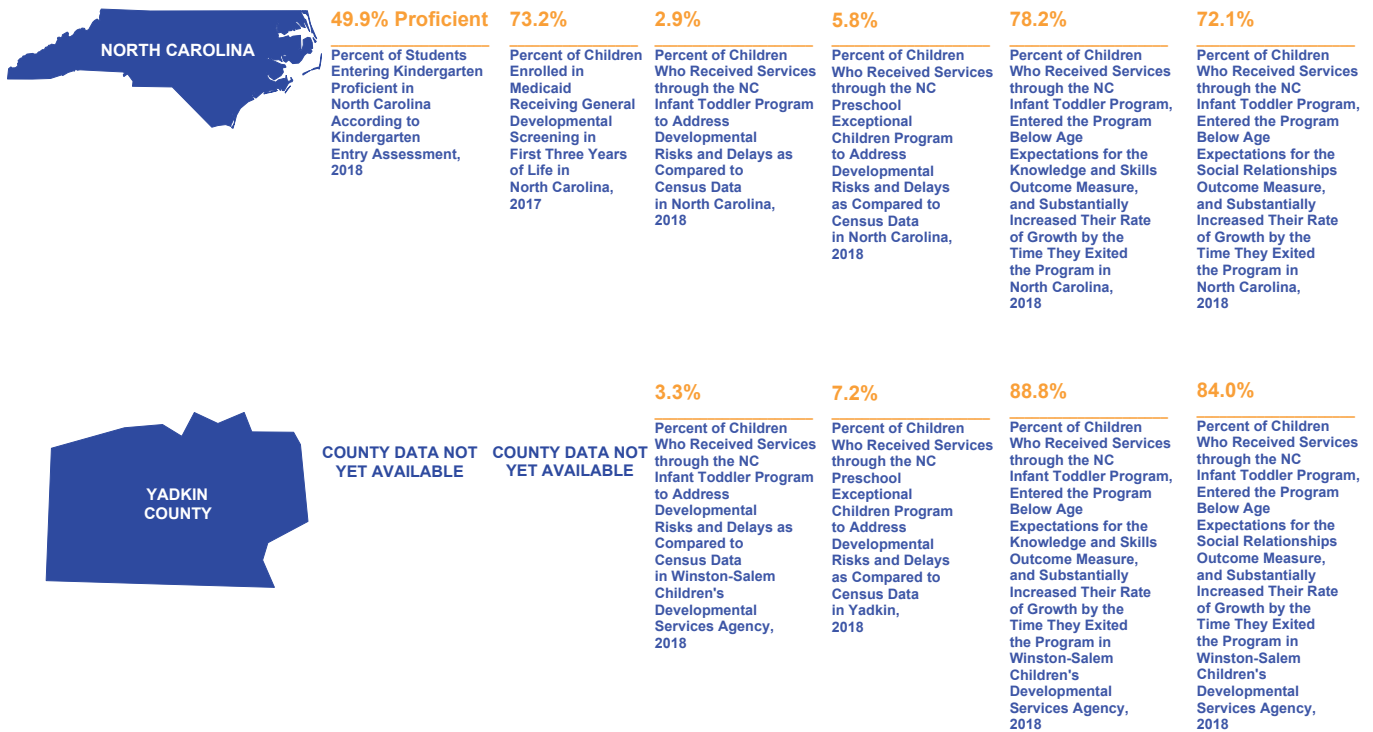 NORTH CAROLINA
49.9% Proficient
Percent of Students
Entering Kindergarten
Proficient in
North Carolina
According to
Kindergarten
Entry Assessment,
2018
73.2%
Percent of Children
Enrolled in
Medicaid
Receiving General
Developmental
Screening in
First Three Years
of Life in
North Carolina,
2017
2.9%
Percent of Children
Who Received Services
through the NC
Infant Toddler Program
to Address
Developmental
Risks and Delays as
Compared to
Census Data
in North Carolina,
2018
5.8%
Percent of Children
Who Received Services
through the NC
Preschool
Exceptional
Children Program
to Address
Developmental
Risks and Delays
as Compared to
Census Data
in North Carolina,
2018
78.2%
Percent of Children
Who Received Services
through the NC
Infant Toddler Program,
Entered the Program
Below Age
Expectations for the
Knowledge and Skills
Outcome Measure,
and Substantially
Increased Their Rate
of Growth by the
Time They Exited
the Program in
North Carolina,
2018
72.1%
Percent of Children
Who Received Services
through the NC
Infant Toddler Program,
Entered the Program
Below Age
Expectations for the
Social Relationships
Outcome Measure,
and Substantially
Increased Their Rate
of Growth by the
Time They Exited
the Program in
North Carolina,
2018
YADKIN
COUNTY
COUNTY DATA NOT
YET AVAILABLE
COUNTY DATA NOT
YET AVAILABLE
3.3%
Percent of Children
Who Received Services
through the NC
Infant Toddler Program
to Address
Developmental
Risks and Delays as
Compared to
Census Data
in Winston-Salem
Children's
Developmental
Services Agency,
2018
7.2%
Percent of Children
Who Received Services
through the NC
Preschool
Exceptional
Children Program
to Address
Developmental
Risks and Delays
as Compared to
Census Data
in Yadkin,
2018
88.8%
Percent of Children
Who Received Services
through the NC
Infant Toddler Program,
Entered the Program
Below Age
Expectations for the
Knowledge and Skills
Outcome Measure,
and Substantially
Increased Their Rate
of Growth by the
Time They Exited
the Program in
Winston-Salem
Children's
Developmental
Services Agency,
2018
84.0%
Percent of Children
Who Received Services
through the NC
Infant Toddler Program,
Entered the Program
Below Age
Expectations for the
Social Relationships
Outcome Measure,
and Substantially
Increased Their Rate
of Growth by the
Time They Exited
the Program in
Winston-Salem
Children's
Developmental
Services Agency,
2018